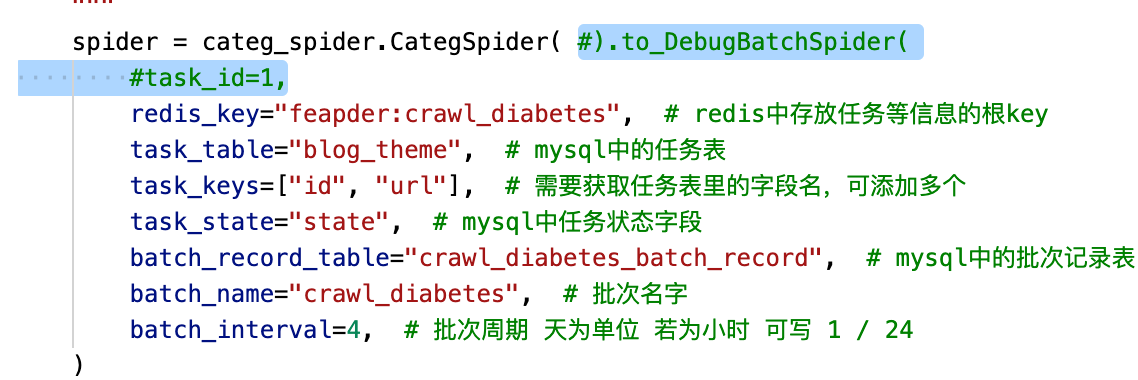 """
spider = categ_spider.CategSpider( #).to_DebugBatchSpider(
#task_id=1,
redis_key="feapder:crawl_diabetes",  # redis中存放任务等信息的根key
task_table="blog_theme",  # mysql中的任务表
task_keys=["id", "url"],  # 需要获取任务表里的字段名，可添加多个
task_state="state",  # mysql中任务状态字段
batch_record_table="crawl_diabetes_batch_record",  # mysql中的批次记录表
batch_name="crawl_diabetes",  # 批次名字
batch_interval=4,  # 批次周期 天为单位 若为小时 可写 1 / 24
)